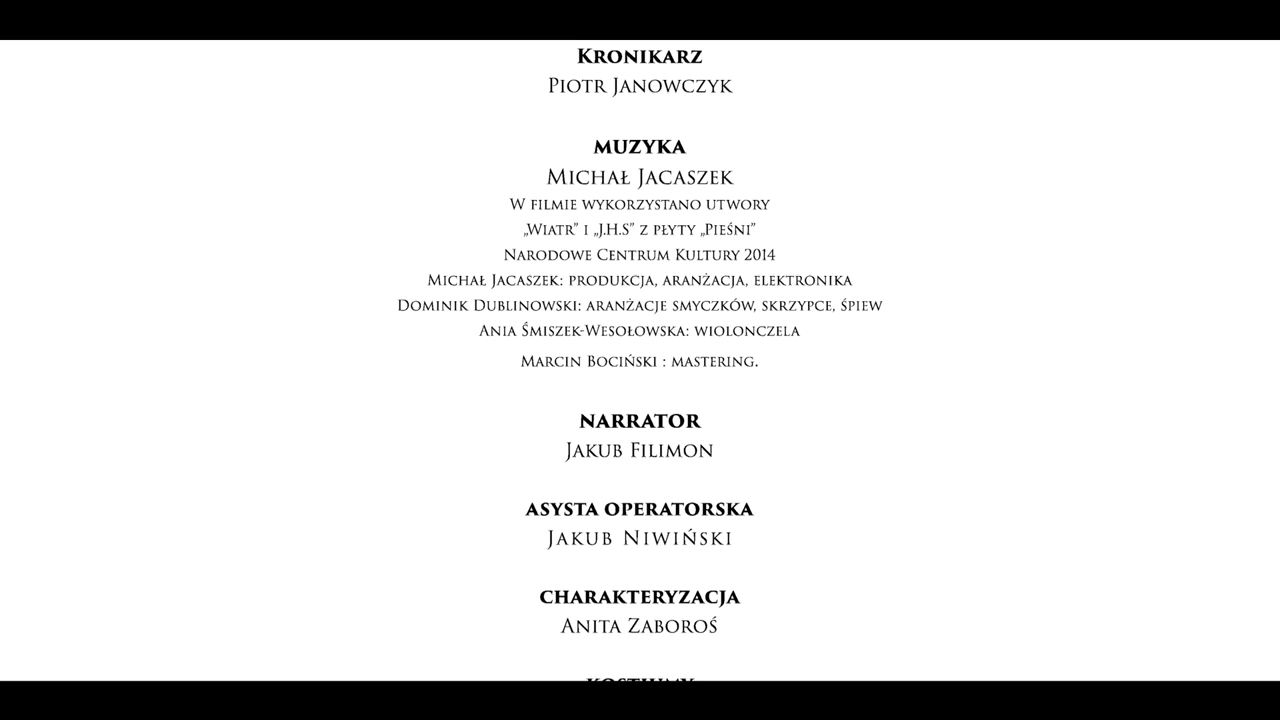 Kronikarz
Piotr Janowczyk
MUZYKA
Michał Jacaszek
W filmie wykorzystano utwory
„Wiatr” i „J.H.S” z płyty „Pieśni”
Narodowe Centrum Kultury 2014
Michał Jacaszek: produkcja, aranżacja, elektronika
Dominik Dublinowski: aranżacje smyczków, skrzypce, śpiew
Ania Śmiszek-Wesołowska: wiolonczela
Marcin Bociński : mastering.
NARRATOR
Jakub Filimon
ASYSTA OPERATORSKA
Jakub Niwiński
CHARAKTERYZACJA
Anita Zaboroś
KOSTIUMY